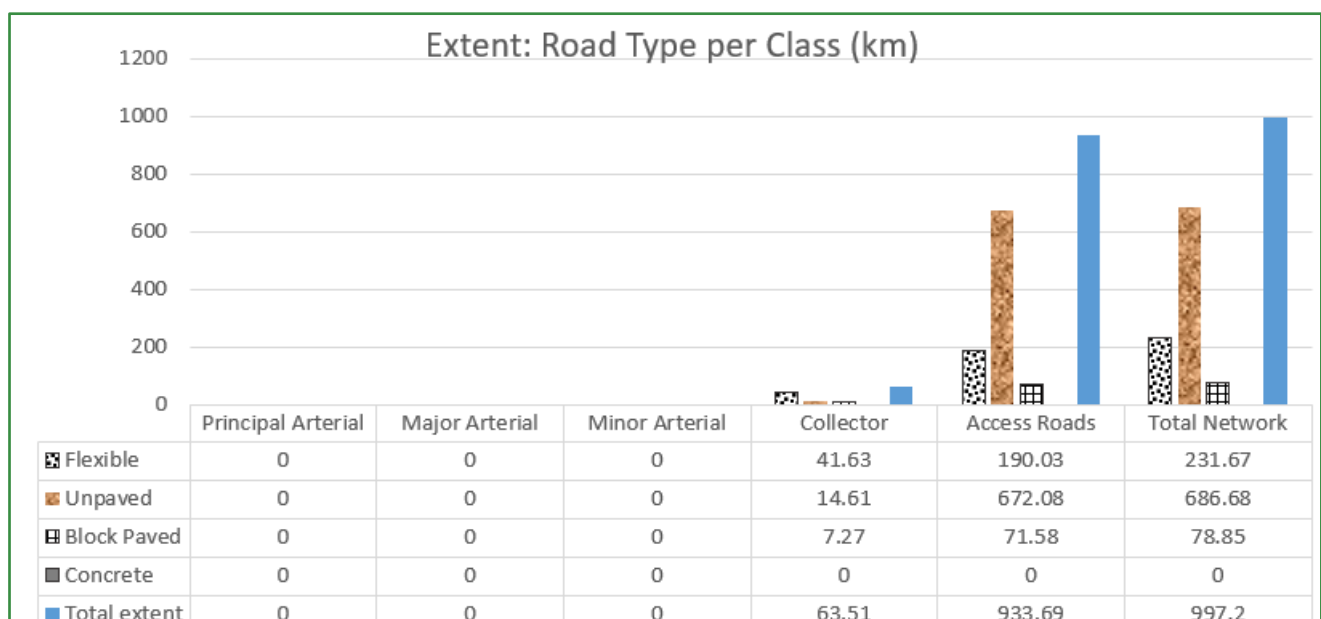 Extent: Road Type per Class (km)
1200
1000
800
600
400
200
0
Principal Arterial Major Arterial Minor Arterial Collector Access Roads Total Network
Flexible 0 0 0 41.63 190.03 231.67
Unpaved 0 0 0 14.61 672.08 686.68
Block Paved 0 0 0 7.27 71.58 78.85
Concrete 0 0 0 0 0 0
Total extent 0 0 0 63.51 933.69 997.2